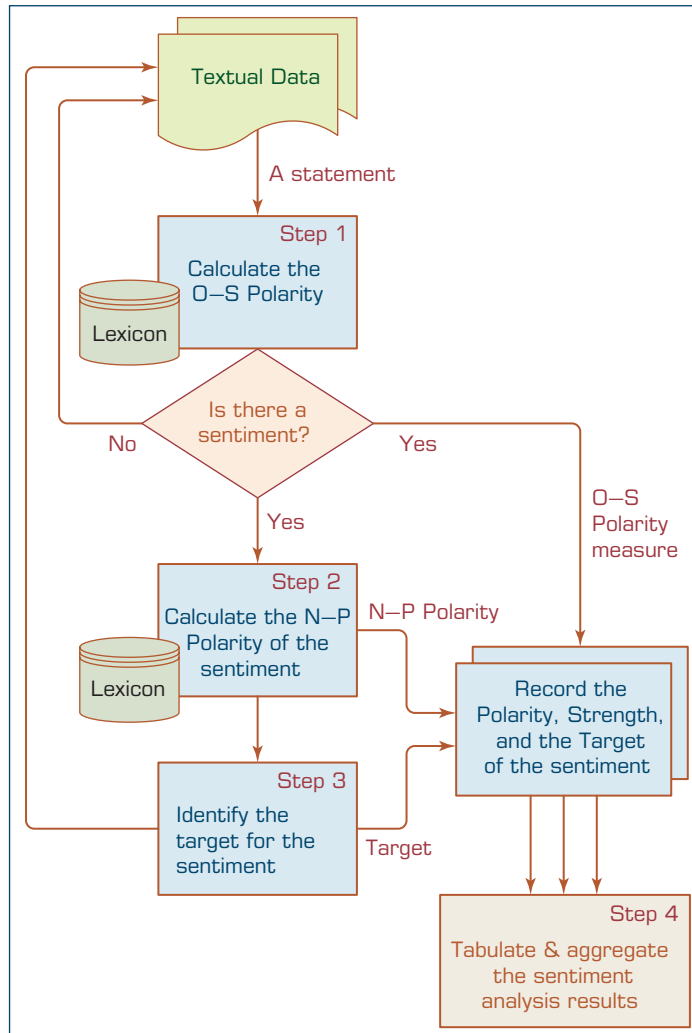 Textual Data
A statement
Step 1
Calculate the
O–S Polarity
Lexicon
Is there a
sentiment?
No
Yes
Yes
O–S
Polarity
measure
Step 2
Calculate the N–P
Polarity of the
sentiment
N–P Polarity
Lexicon
Record the
Polarity, Strength,
and the Target
of the sentiment
Step 3
Identify the
target for the
sentiment
Target
Step 4
Tabulate & aggregate
the sentiment
analysis results